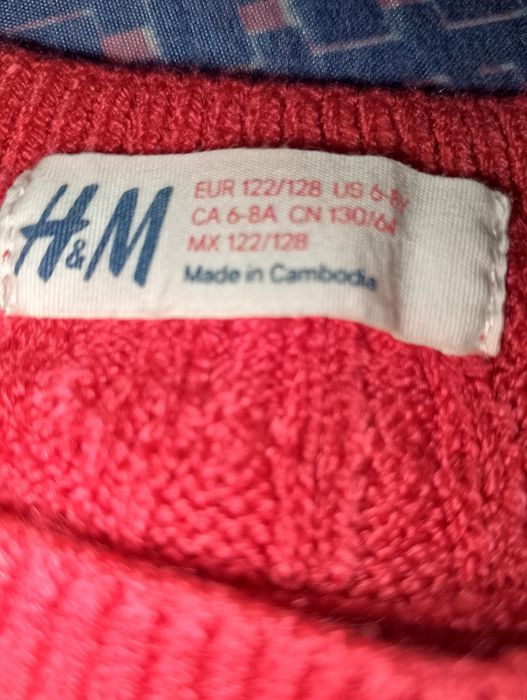 H&M
EUR 122/128 US 6-8Y
CA 6-8A CN 130/64
MX 122/128
Made in Cambodia